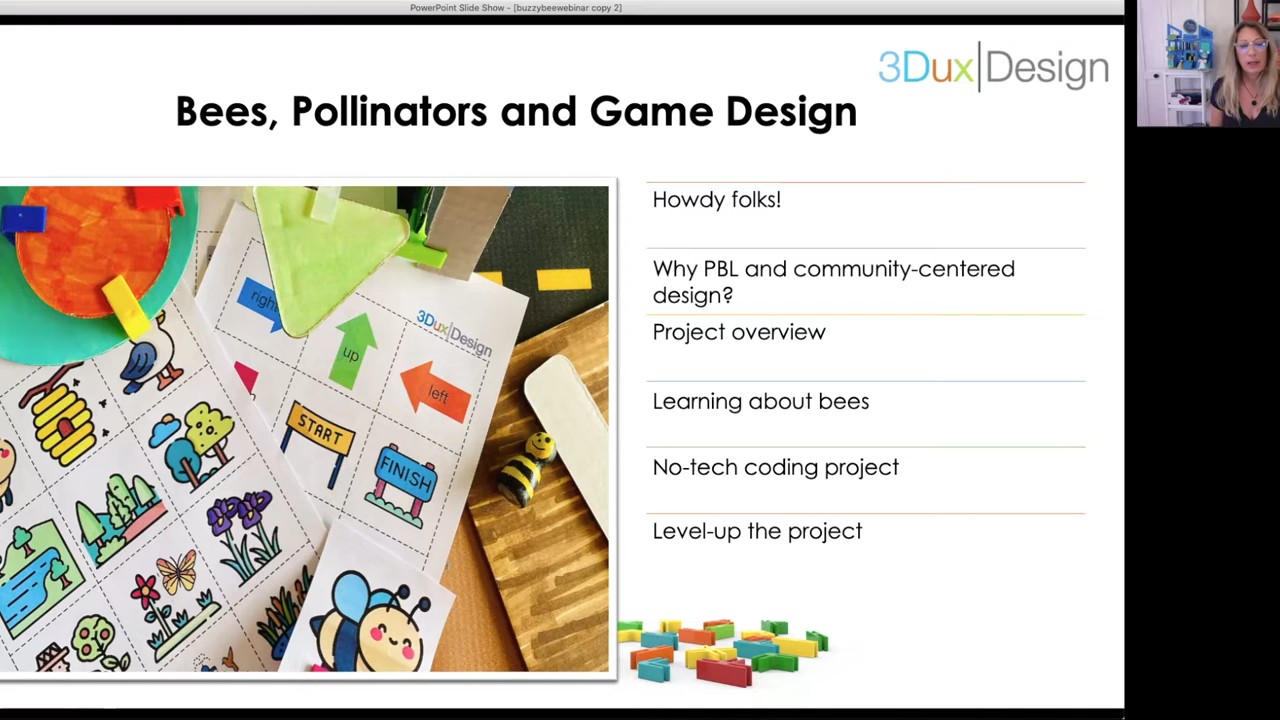 PowerPoint Slide Show - [buzzybeewebinar copy 2]
3Dux|Design
Bees, Pollinators and Game Design
Howdy folks!
Why PBL and community-centered
design?
Project overview
Learning about bees
No-tech coding project
Level-up the project
right
up
left
3Dux|Design
START
FINISH